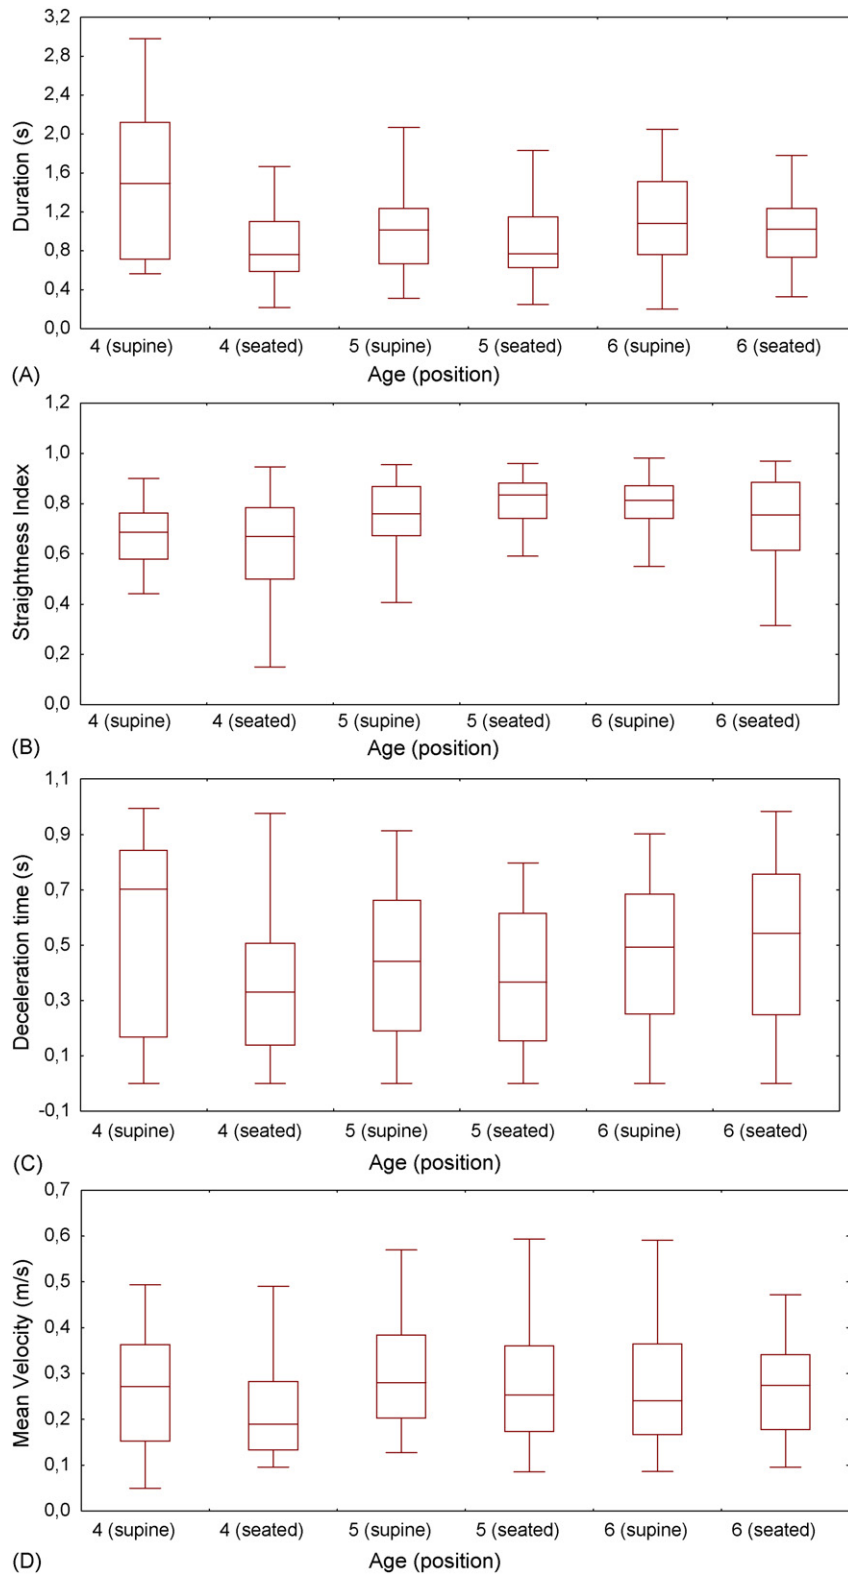 3,2
2,8
2,4
2,0
1,6
1,2
0,8
0,4
0,0
Duration (s)
4 (supine) 4 (seated) 5 (supine) 5 (seated) 6 (supine) 6 (seated)
(A) Age (position)
1,2
1,0
0,8
0,6
0,4
0,2
0,0
Straightness Index
4 (supine) 4 (seated) 5 (supine) 5 (seated) 6 (supine) 6 (seated)
(B) Age (position)
1,1
0,9
0,7
0,5
0,3
0,1
-0,1
Deceleration time (s)
4 (supine) 4 (seated) 5 (supine) 5 (seated) 6 (supine) 6 (seated)
(C) Age (position)
0,7
0,6
0,5
0,4
0,3
0,2
0,1
0,0
Mean Velocity (m/s)
4 (supine) 4 (seated) 5 (supine) 5 (seated) 6 (supine) 6 (seated)
(D) Age (position)